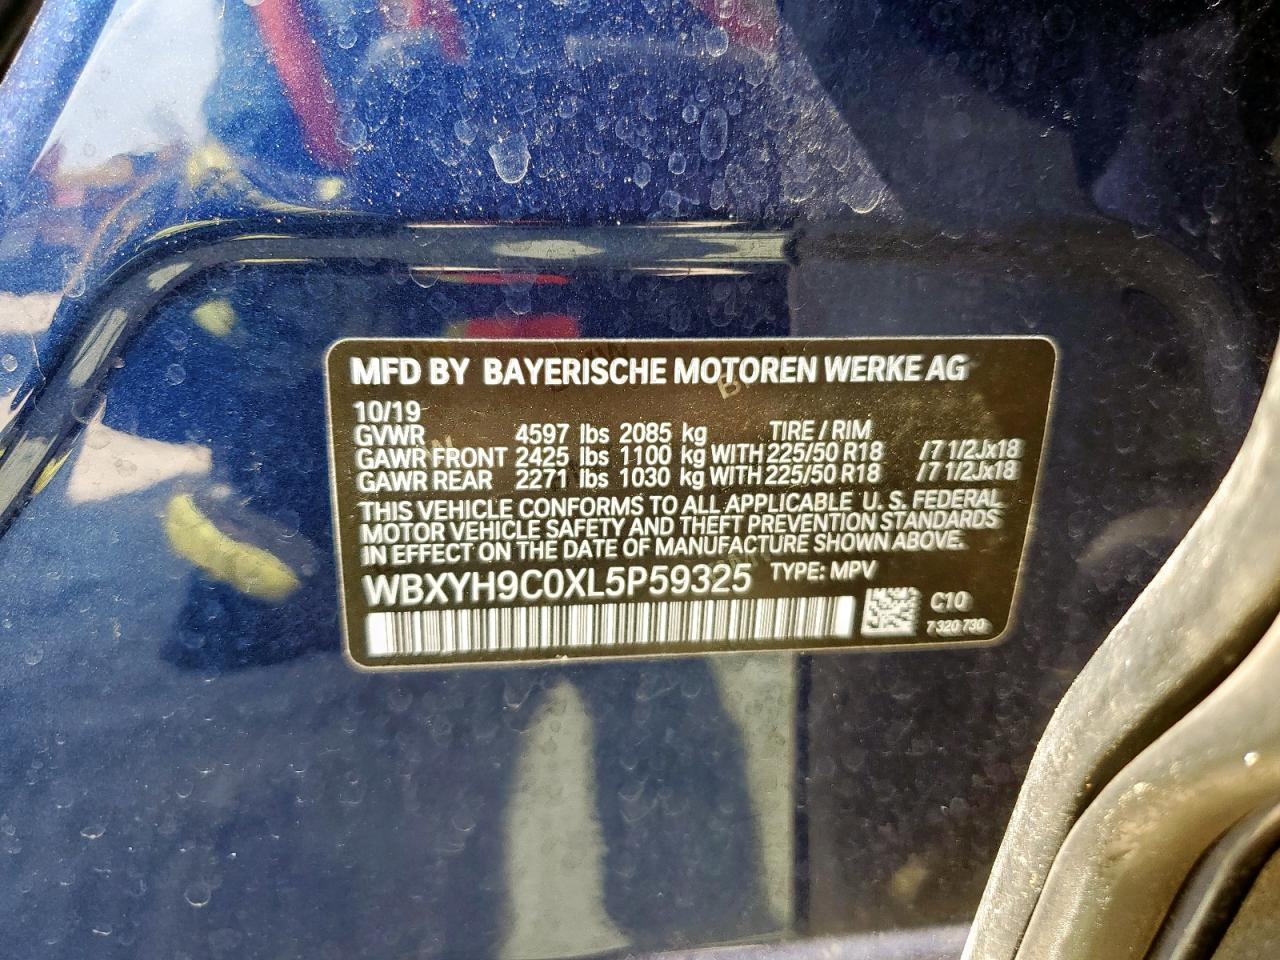 MFD BY BAYERISCHE MOTOREN WERKE AG
10/19
GVWR 4597 lbs 2085 kg TIRE / RIM
GAWR FRONT 2425 lbs 1100 kg WITH 225/50 R18 /7 1/2Jx18
GAWR REAR 2271 lbs 1030 kg WITH 225/50 R18 /7 1/2Jx18
THIS VEHICLE CONFORMS TO ALL APPLICABLE U. S. FEDERAL
MOTOR VEHICLE SAFETY AND THEFT PREVENTION STANDARDS
IN EFFECT ON THE DATE OF MANUFACTURE SHOWN ABOVE.
WBXYH9C0XL5P59325 TYPE: MPV
C10
7 320 730